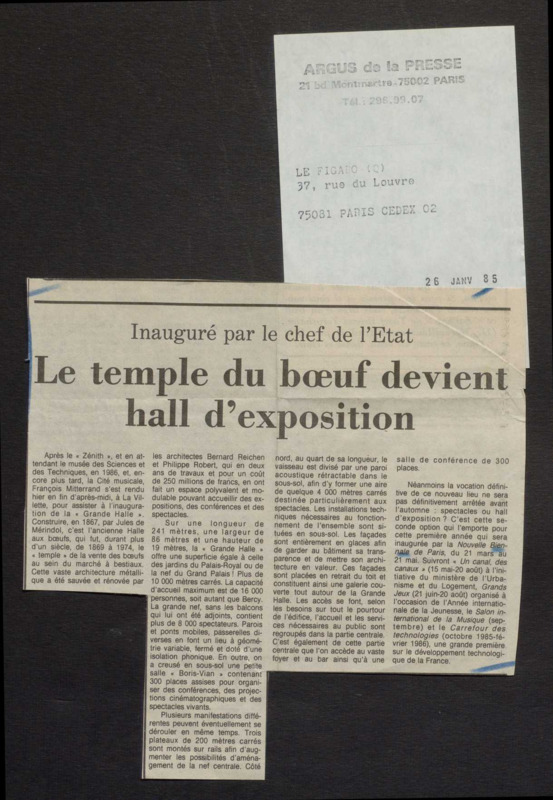 ARGUS de la PRESSE
21 bd Montmartre 75002 PARIS
Tél : 296.99.07
LE FIGARO (Q)
37, rue du Louvre
75081 PARIS CEDEX 02
26 JANV 85
Inauguré par le chef de l'Etat
Le temple du bœuf devient
hall d'exposition
Après le « Zénith », et en at-
tendant le musée des Sciences et
des Techniques, en 1986, et, en-
core plus tard, la Cité musicale,
François Mitterrand s'est rendu
hier en fin d'après-midi, à La Vil-
lette, pour assister à l'inaugura-
tion de la « Grande Halle ».
Construire, en 1867, par Jules de
Mérindol, c'est l'ancienne Halle
aux bœufs, qui fut, durant plus
d'un siècle, de 1869 à 1974, le
« temple » de la vente des bœufs
au sein du marché à bestiaux.
Cette vaste architecture métalli-
que a été sauvée et rénovée par
les architectes Bernard Reichen
et Philippe Robert, qui en deux
ans de travaux et pour un coût
de 250 millions de francs, en ont
fait un espace polyvalent et mo-
dulable pouvant accueillir des ex-
positions, des conférences et des
spectacles.
Sur une longueur de
241 mètres, une largeur de
86 mètres et une hauteur de
19 mètres, la « Grande Halle »
offre une superficie égale à celle
des jardins du Palais-Royal ou de
la nef du Grand Palais ! Plus de
10 000 mètres carrés. La capacité
d'accueil maximum est de 16 000
personnes, soit autant que Bercy.
La grande nef, sans les balcons
qui lui ont été adjoints, contient
plus de 8 000 spectateurs. Parois
et ponts mobiles, passerelles di-
verses en font un lieu à géomé-
trie variable, fermé et doté d'une
isolation phonique. En outre, on
a creusé en sous-sol une petite
salle « Boris-Vian » contenant
300 places assises pour organi-
ser des conférences, des projec-
tions cinématographiques et des
spectacles vivants.
Plusieurs manifestations diffé-
rentes peuvent éventuellement se
dérouler en même temps. Trois
plateaux de 200 mètres carrés
sont montés sur rails afin d'aug-
menter les possibilités d'aména-
gement de la nef centrale. Côté
nord, au quart de sa longueur, le
vaisseau est divisé par une paroi
acoustique rétractable dans le
sous-sol, afin d'y former une aire
de quelque 4 000 mètres carrés
destinée particulièrement aux
spectacles. Les installations tech-
niques nécessaires au fonction-
nement de l'ensemble sont si-
tuées en sous-sol. Les façades
sont entièrement en places afin
de garder au bâtiment sa trans-
parence et de mettre son archi-
tecture en valeur. Ces façades
sont placées en retrait du toit et
constituent ainsi une galerie cou-
verte tout autour de la Grand
Halle. Les accès se font, selon
les besoins sur tout le pourtour
de l'édifice, l'accueil et les servi-
ces nécessaires au public sont
regroupés dans la partie centrale.
C'est également de cette partie
centrale que l'on accède au vaste
foyer et au bar ainsi qu'à une
salle de conférence de 300
places.
Néanmoins la vocation défini-
tive de ce nouveau lieu ne sera
pas définitivement arrêtée avant
l'automne : spectacles ou hall
d'exposition ? C'est cette se-
conde option qui l'emporte pour
cette première année qui sera
inaugurée par la Nouvelle Bien-
nale de Paris, du 21 mars au
21 mai. Suivront « Un canal, des
canaux » (15 mai-20 août) à l'ini-
tiative du ministère de l'Urba-
nisme et du Logement, Grands
Jeux (21 juin-20 août) organisé à
l'occasion de l'Année internatio-
nale de la Jeunesse, le Salon in-
ternational de la Musique (sep-
tembre) et le Carrefour des
technologies (octobre 1985-fé-
vrier 1986), une grande première
sur le développement technologi-
que de la France.